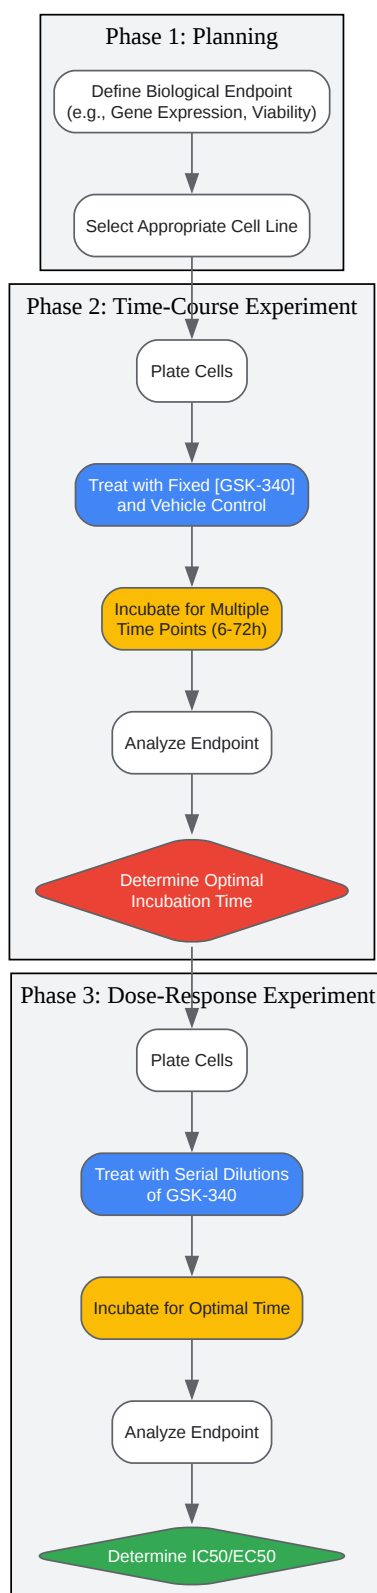 Phase 1: Planning
Define Biological Endpoint
(e.g., Gene Expression, Viability)
Select Appropriate Cell Line
Phase 2: Time-Course Experiment
Plate Cells
Treat with Fixed [GSK-340]
and Vehicle Control
Incubate for Multiple
Time Points (6-72h)
Analyze Endpoint
Determine Optimal
Incubation Time
Phase 3: Dose-Response Experiment
Plate Cells
Treat with Serial Dilutions
of GSK-340
Incubate for Optimal Time
Analyze Endpoint
Determine IC50/EC50